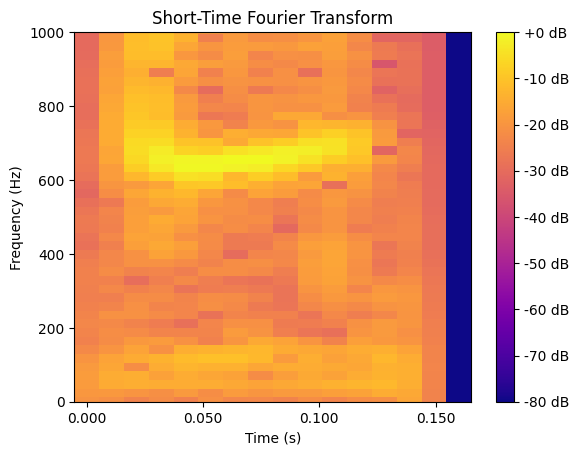 Short-Time Fourier Transform
1000
800
600
400
200
0
Frequency (Hz)
0.000
0.050
0.100
0.150
Time (s)
+0 dB
-10 dB
-20 dB
-30 dB
-40 dB
-50 dB
-60 dB
-70 dB
-80 dB